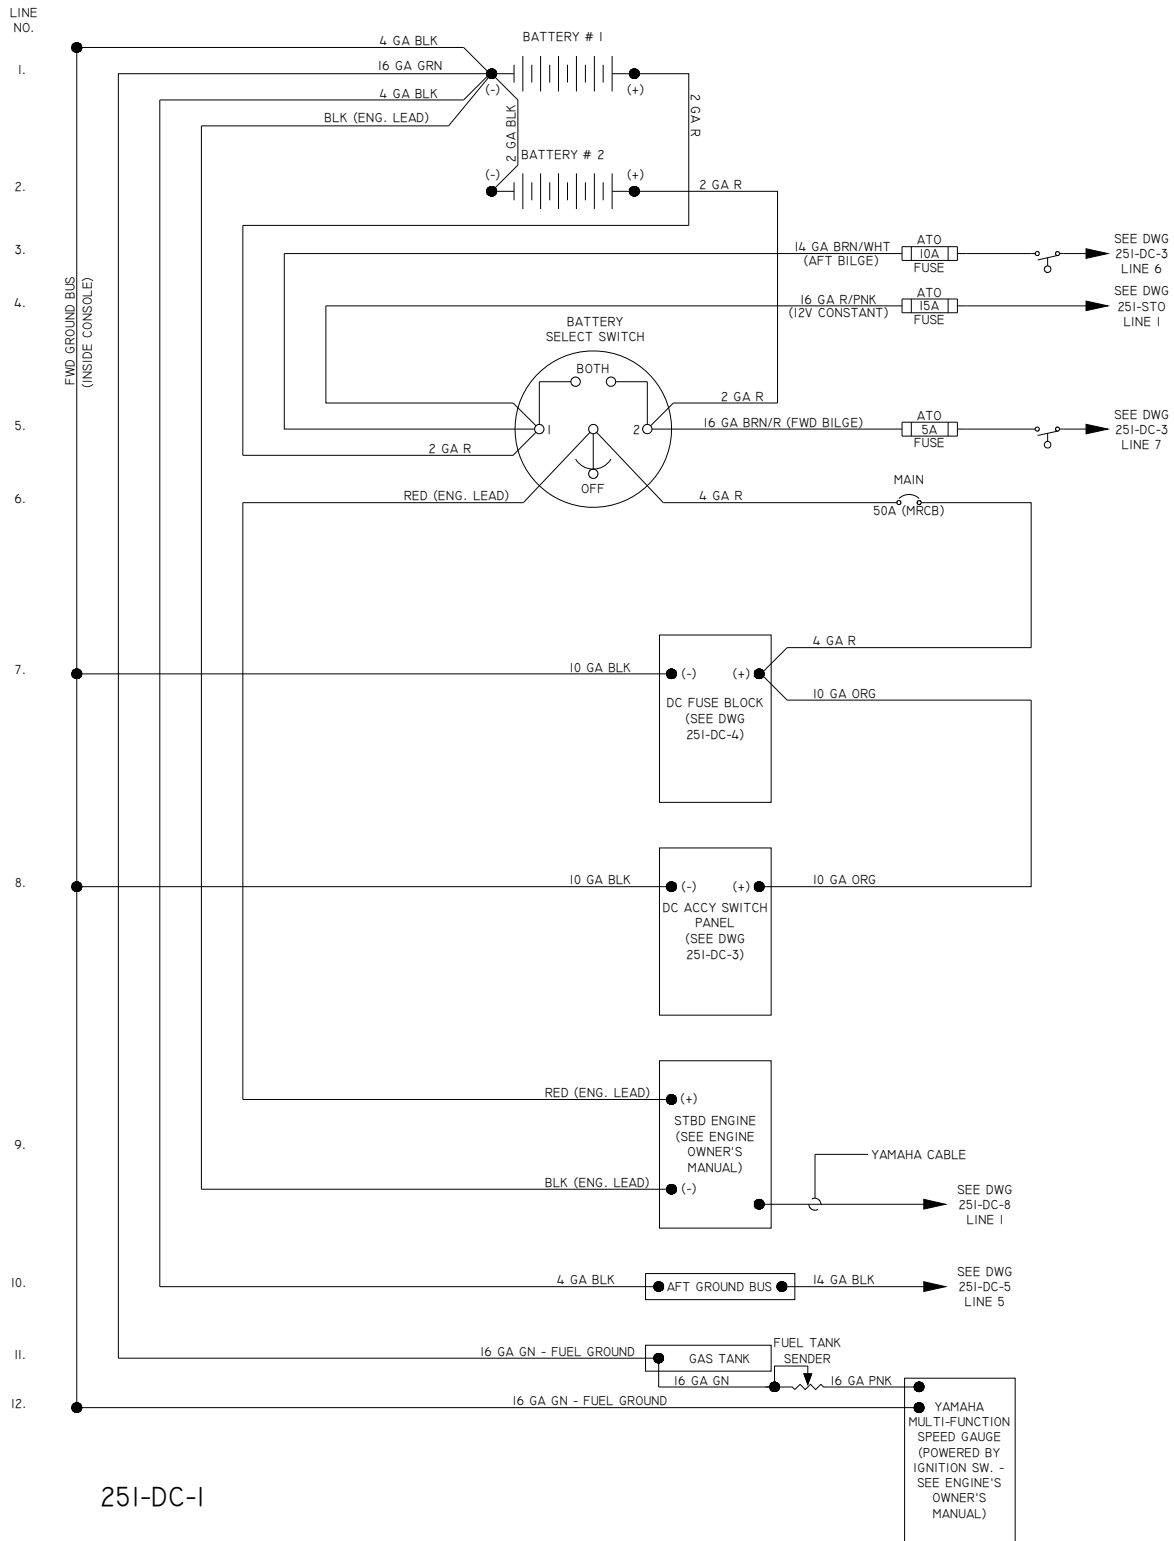 LINE
NO.
1.
2.
3.
4.
5.
6.
7.
8.
9.
10.
11.
12.
FWD GROUND BUS
(INSIDE CONSOLE)
4 GA BLK
16 GA GRN
4 GA BLK
BLK (ENG. LEAD)
BATTERY # 1
(-)
(+)
2 GA BLK
2 GA R
BATTERY # 2
(-)
(+)
2 GA R
14 GA BRN/WHT
(AFT BILGE)
ATO
10A
FUSE
SEE DWG
251-DC-3
LINE 6
16 GA R/PNK
(12V CONSTANT)
ATO
15A
FUSE
SEE DWG
251-STO
LINE 1
BATTERY
SELECT SWITCH
BOTH
1
2
OFF
2 GA R
2 GA R
16 GA BRN/R (FWD BILGE)
ATO
5A
FUSE
SEE DWG
251-DC-3
LINE 7
RED (ENG. LEAD)
4 GA R
MAIN
50A (MRCB)
4 GA R
10 GA BLK
(-)
(+)
10 GA ORG
DC FUSE BLOCK
(SEE DWG
251-DC-4)
10 GA BLK
(-)
(+)
10 GA ORG
DC ACCY SWITCH
PANEL
(SEE DWG
251-DC-3)
RED (ENG. LEAD)
(+)
STBD ENGINE
(SEE ENGINE
OWNER'S
MANUAL)
BLK (ENG. LEAD)
(-)
YAMAHA CABLE
SEE DWG
251-DC-8
LINE 1
4 GA BLK
AFT GROUND BUS
14 GA BLK
SEE DWG
251-DC-5
LINE 5
16 GA GN - FUEL GROUND
GAS TANK
FUEL TANK
SENDER
16 GA GN
16 GA PNK
16 GA GN - FUEL GROUND
YAMAHA
MULTI-FUNCTION
SPEED GAUGE
(POWERED BY
IGNITION SW. -
SEE ENGINE'S
OWNER'S
MANUAL)
251-DC-1